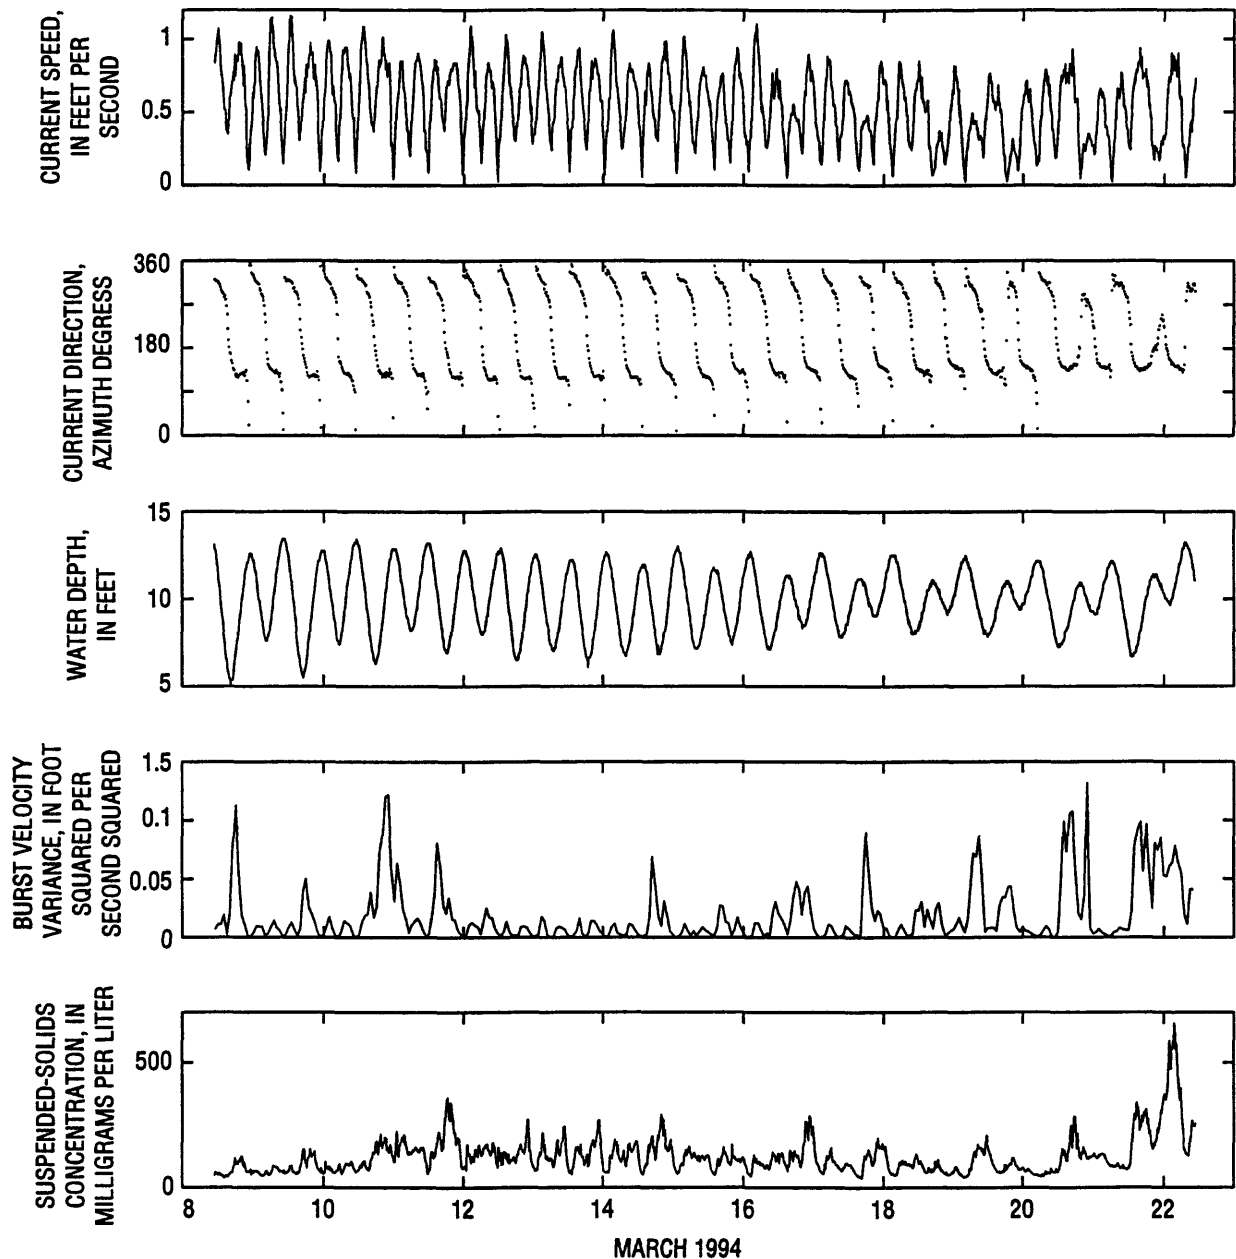 CURRENT SPEED,
IN FEET PER
SECOND
1
0.5
0
CURRENT DIRECTION,
AZIMUTH DEGRESS
360
180
0
WATER DEPTH,
IN FEET
15
10
5
BURST VELOCITY
VARIANCE, IN FOOT
SQUARED PER
SECOND SQUARED
1.5
0.1
0.05
0
SUSPENDED-SOLIDS
CONCENTRATION, IN
MILLIGRAMS PER LITER
500
0
8 10 12 14 16 18 20 22
MARCH 1994